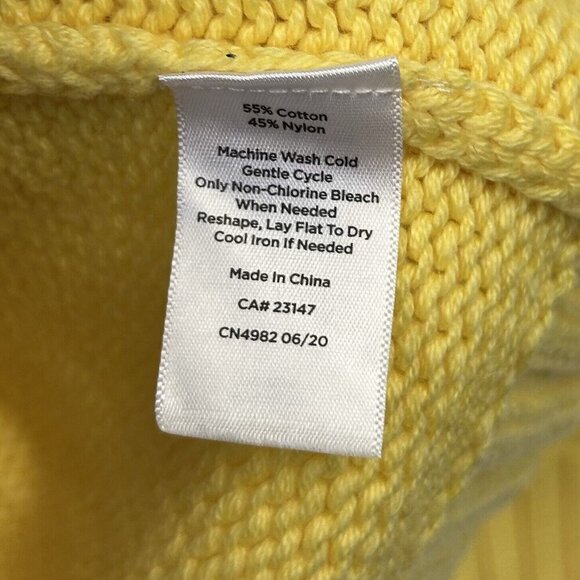 55% Cotton
45% Nylon
Machine Wash Cold
Gentle Cycle
Only Non-Chlorine Bleach
When Needed
Reshape, Lay Flat To Dry
Cool Iron If Needed
Made In China
CA# 23147
CN4982 06/20